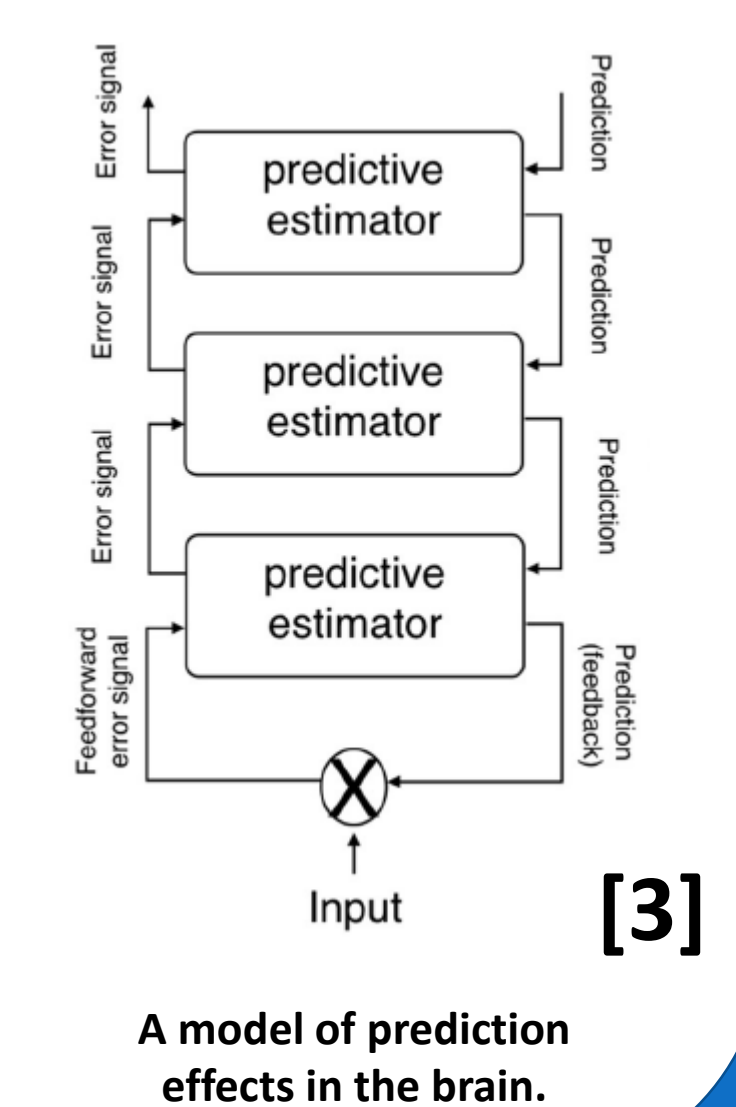 Error signal
Prediction
predictive
estimator
Error signal
Prediction
predictive
estimator
Error signal
Prediction
predictive
estimator
Feedforward
error signal
Prediction
(feedback)
X
Input
[3]
A model of prediction
effects in the brain.